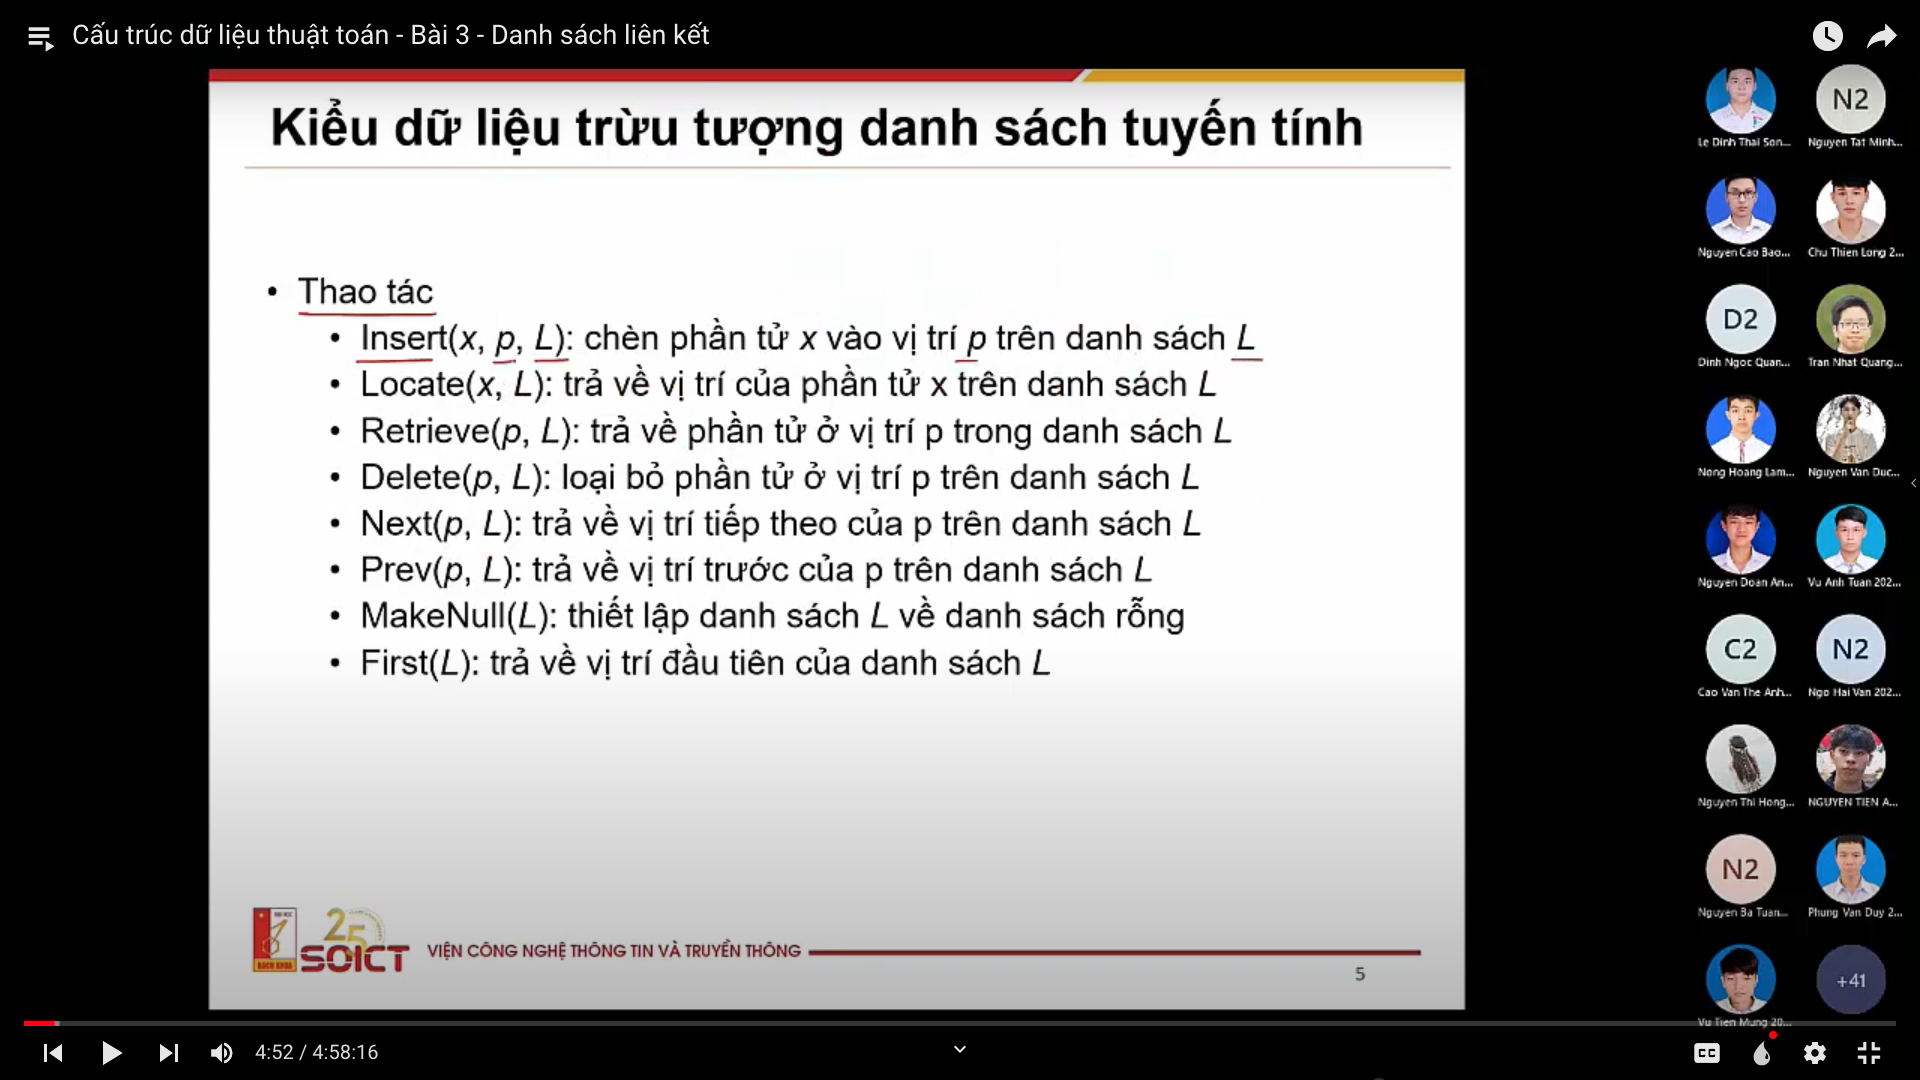 Cấu trúc dữ liệu thuật toán - Bài 3 - Danh sách liên kết
Kiểu dữ liệu trừu tượng danh sách tuyến tính
• Thao tác
• Insert(x, p, L): chèn phần tử x vào vị trí p trên danh sách L
• Locate(x, L): trả về vị trí của phần tử x trên danh sách L
• Retrieve(p, L): trả về phần tử ở vị trí p trong danh sách L
• Delete(p, L): loại bỏ phần tử ở vị trí p trên danh sách L
• Next(p, L): trả về vị trí tiếp theo của p trên danh sách L
• Prev(p, L): trả về vị trí trước của p trên danh sách L
• MakeNull(L): thiết lập danh sách L về danh sách rỗng
• First(L): trả về vị trí đầu tiên của danh sách L
BÁCH KHOA
25
SOICT
VIỆN CÔNG NGHỆ THÔNG TIN VÀ TRUYỀN THÔNG
5
N2
Le Dinh Thai Son... Nguyen Tat Minh...
Nguyen Cao Bao... Chu Thien Long 2...
D2
Dinh Ngoc Quan... Tran Nhat Quang...
Nong Hoang Lam... Nguyen Van Duc...
Nguyen Doan An... Vu Anh Tuan 202...
C2 N2
Cao Van The Anh... Ngo Hai Van 202...
Nguyen Thi Hong... NGUYEN TIEN A...
N2
Nguyen Ba Tuan... Phung Van Duy 2...
+41
Vu Tien Mung 20...
4:52 / 4:58:16
CC